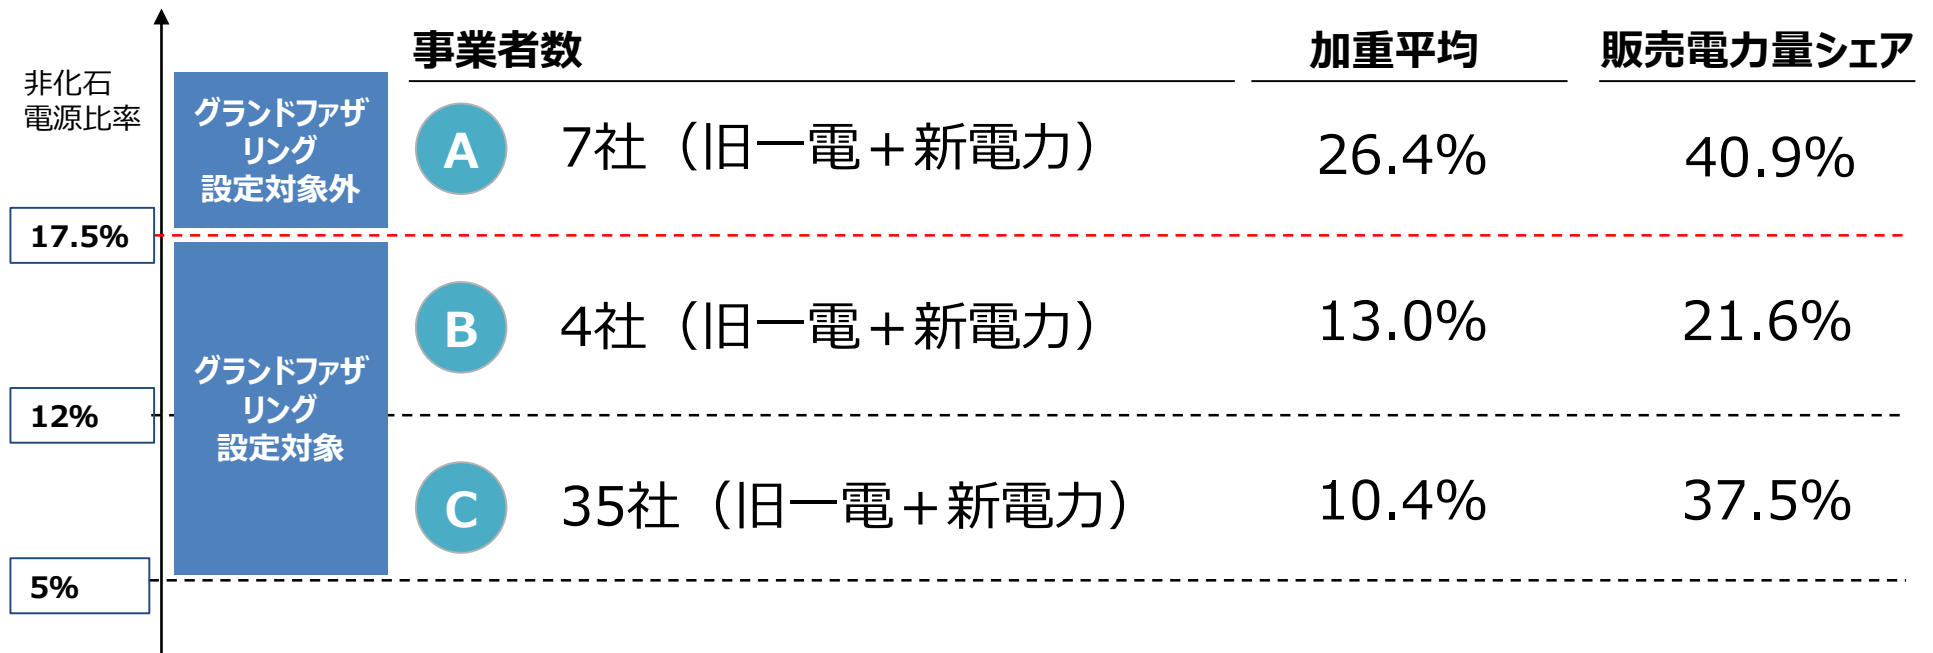 事業者数
加重平均
販売電力量シェア
非化石
電源比率
グランドファザ
リング
設定対象外
A
7社（旧一電＋新電力）
26.4%
40.9%
17.5%
グランドファザ
リング
設定対象
B
4社（旧一電＋新電力）
13.0%
21.6%
12%
C
35社（旧一電＋新電力）
10.4%
37.5%
5%